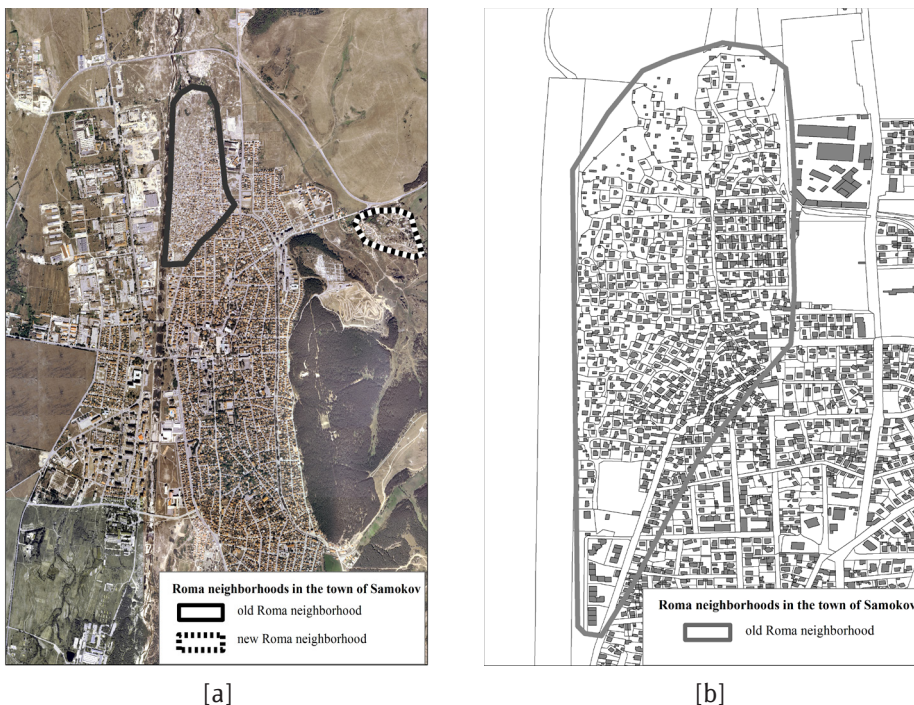 Roma neighborhoods in the town of Samokov
old Roma neighborhood
new Roma neighborhood
[a]
Roma neighborhoods in the town of Samokov
old Roma neighborhood
[b]